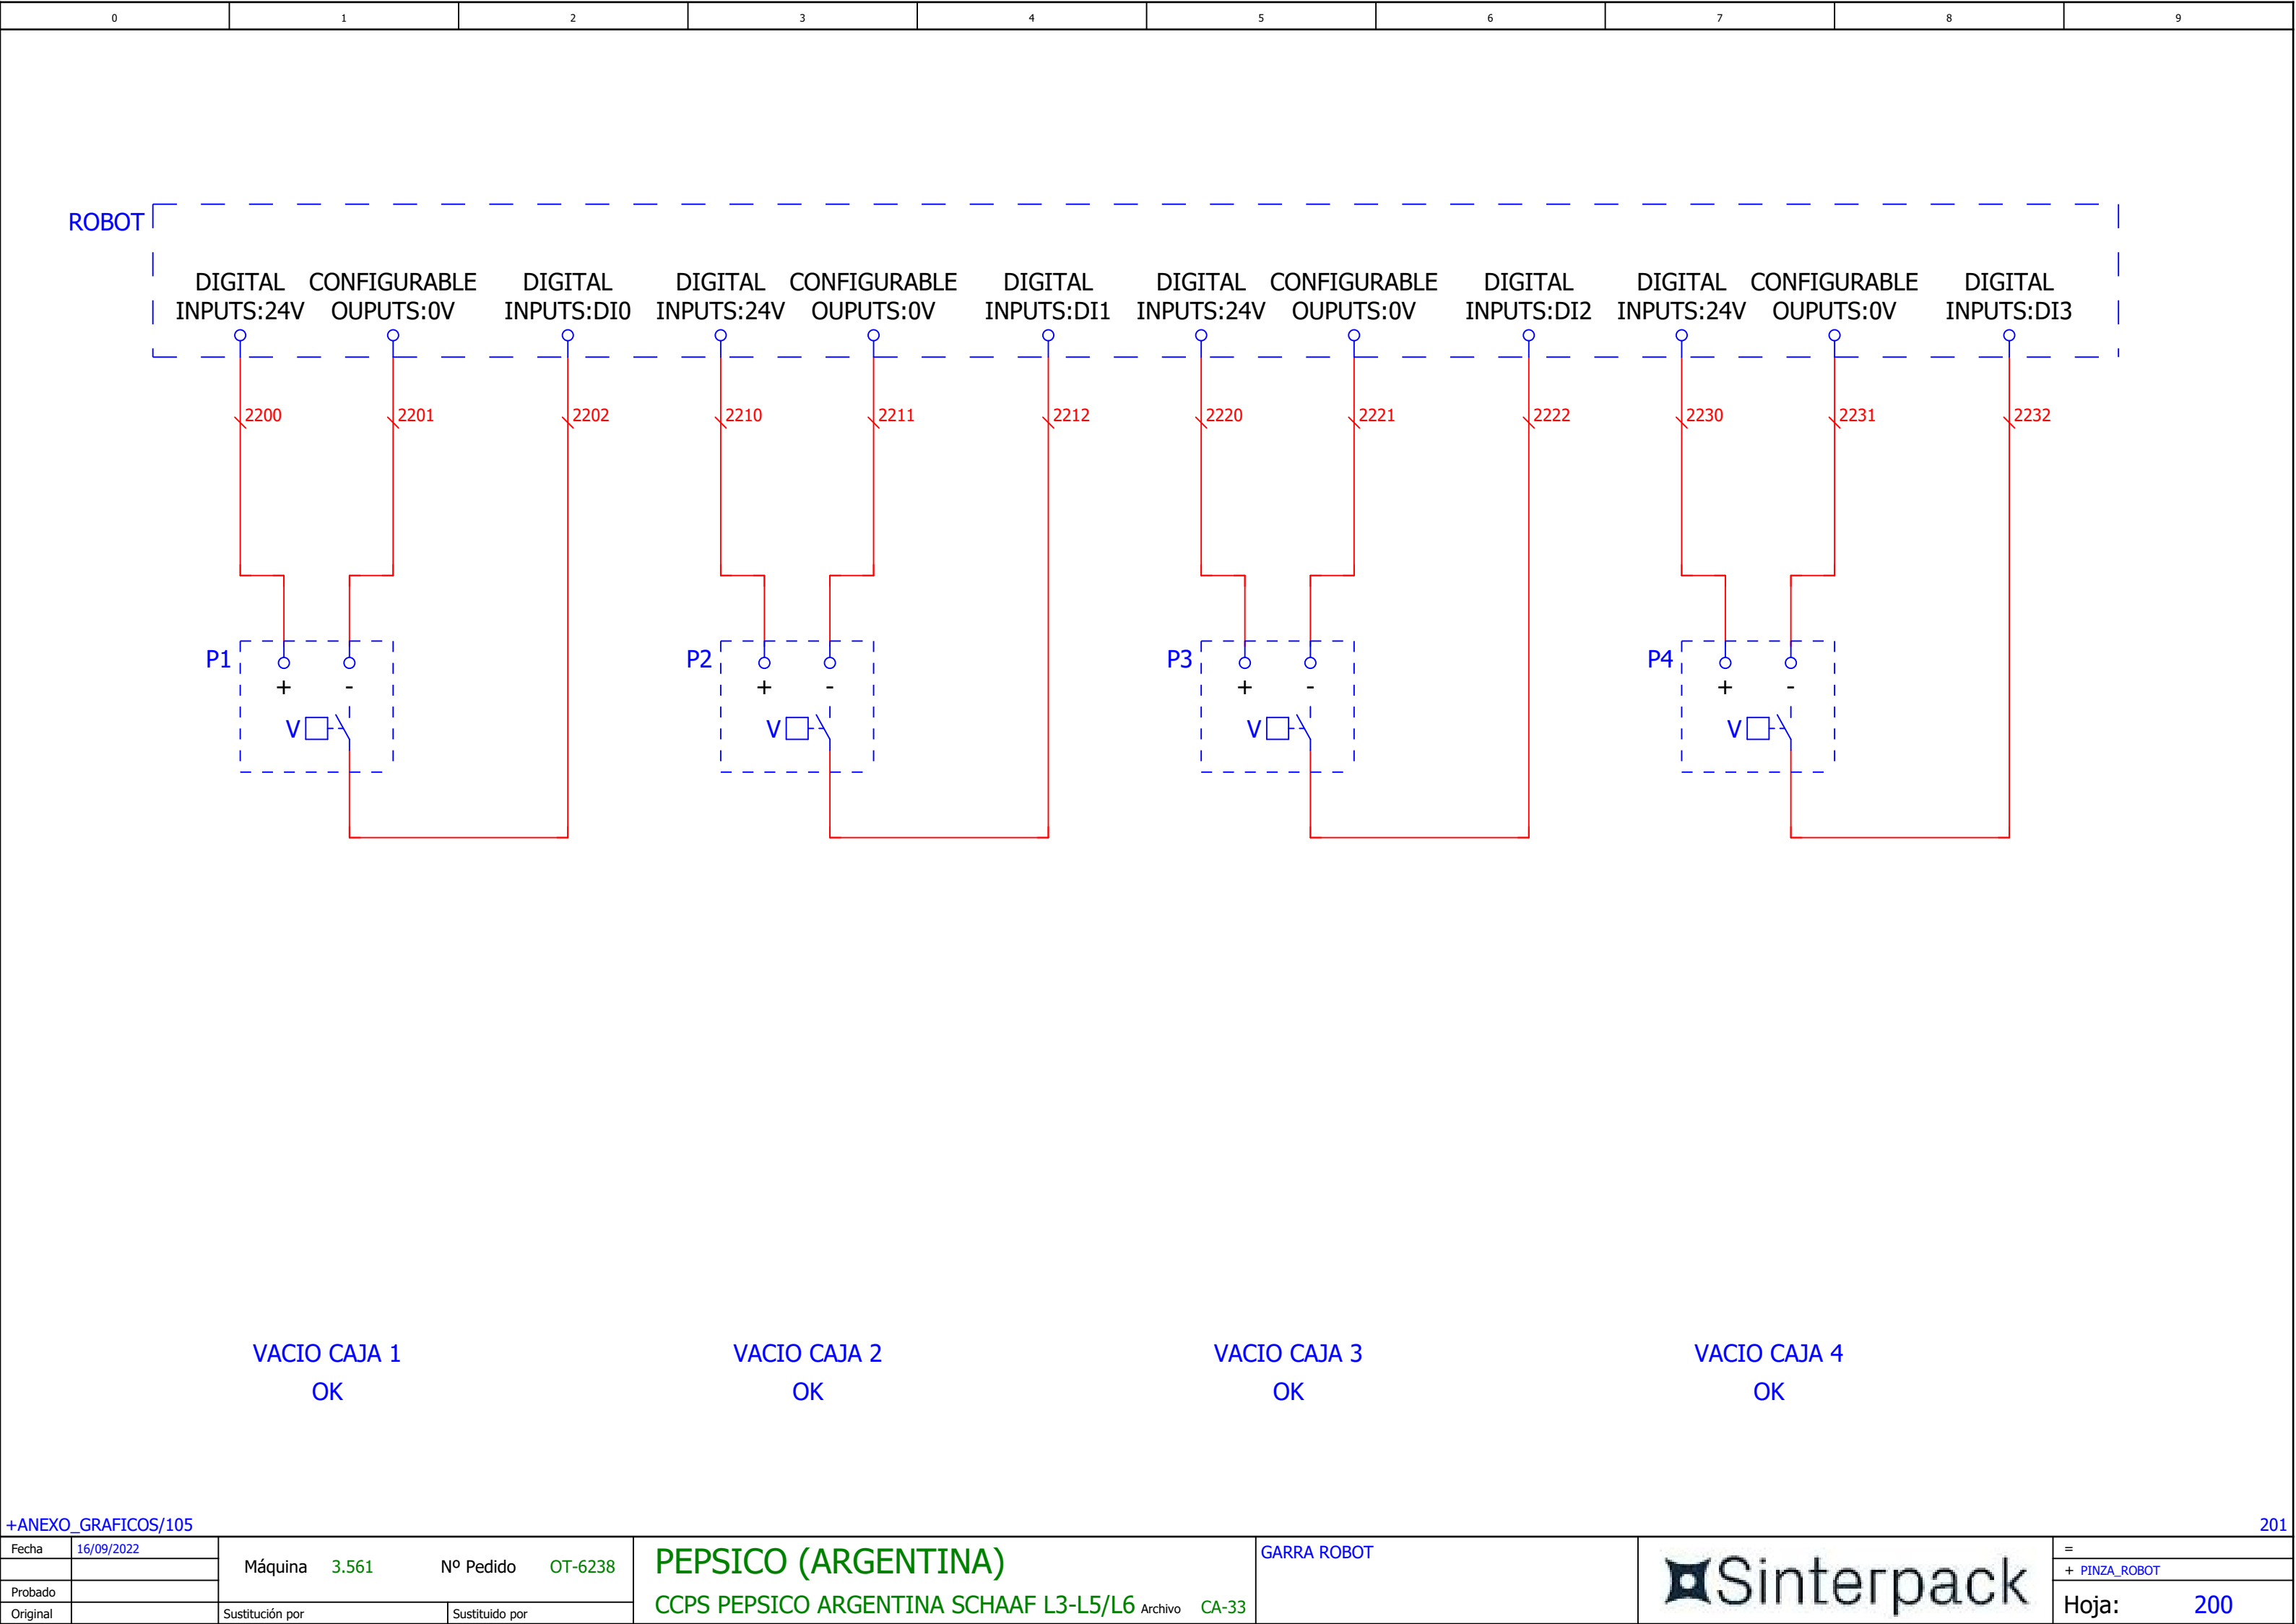 0 1 2 3 4 5 6 7 8 9
ROBOT
DIGITAL CONFIGURABLE DIGITAL DIGITAL CONFIGURABLE DIGITAL DIGITAL CONFIGURABLE DIGITAL DIGITAL CONFIGURABLE DIGITAL
INPUTS:24V OUPUTS:0V INPUTS:DI0 INPUTS:24V OUPUTS:0V INPUTS:DI1 INPUTS:24V OUPUTS:0V INPUTS:DI2 INPUTS:24V OUPUTS:0V INPUTS:DI3
2200 2201 2202 2210 2211 2212 2220 2221 2222 2230 2231 2232
P1 P2 P3 P4
+ - + - + - + -
V V V V
VACIO CAJA 1 VACIO CAJA 2 VACIO CAJA 3 VACIO CAJA 4
OK OK OK OK
+ANEXO_GRAFICOS/105 201
Fecha 16/09/2022
Máquina 3.561 Nº Pedido OT-6238
Probado
Original
Sustitución por Sustituido por
PEPSICO (ARGENTINA)
CCPS PEPSICO ARGENTINA SCHAAF L3-L5/L6 Archivo CA-33
GARRA ROBOT
Sinterpack
=
+ PINZA_ROBOT
Hoja: 200